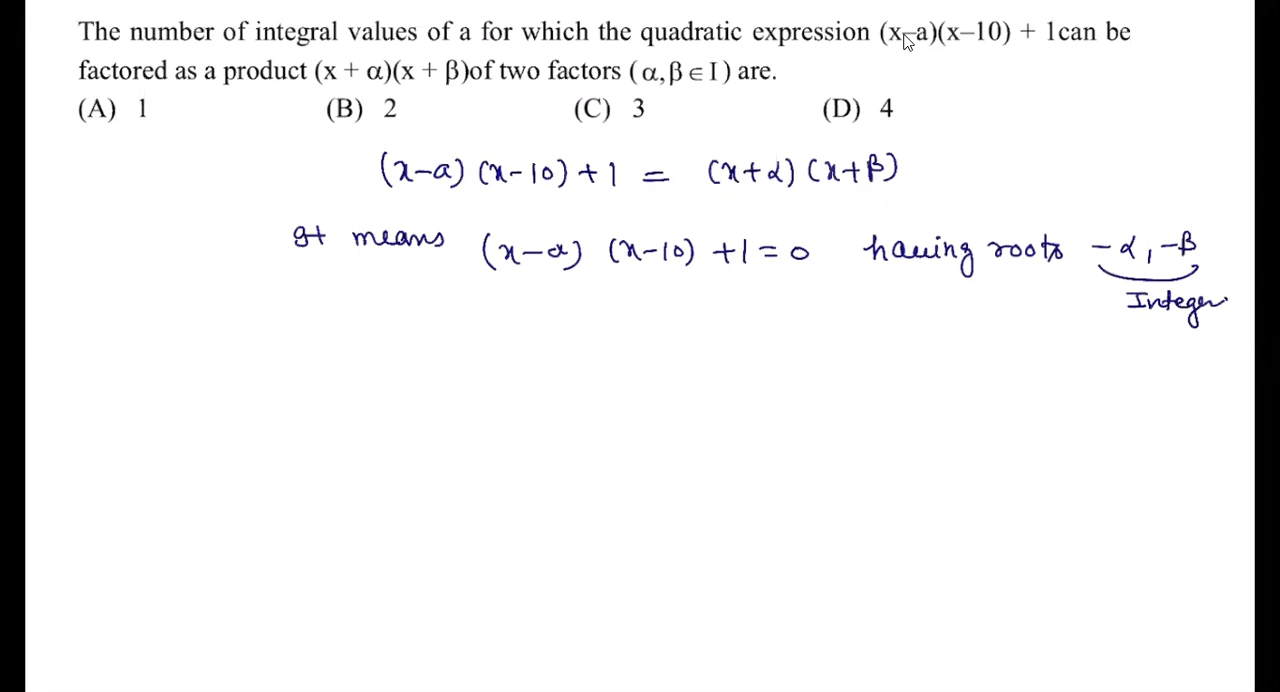 The number of integral values of a for which the quadratic expression (x–a)(x–10) + 1can be
factored as a product (x + α)(x + β)of two factors (α,β ∈ I) are.
(A) 1 (B) 2 (C) 3 (D) 4
(x-a) (x-10) + 1 = (x+α) (x+β)
It means (x-a) (x-10) +1 = 0 having roots -α, -β
Integer.